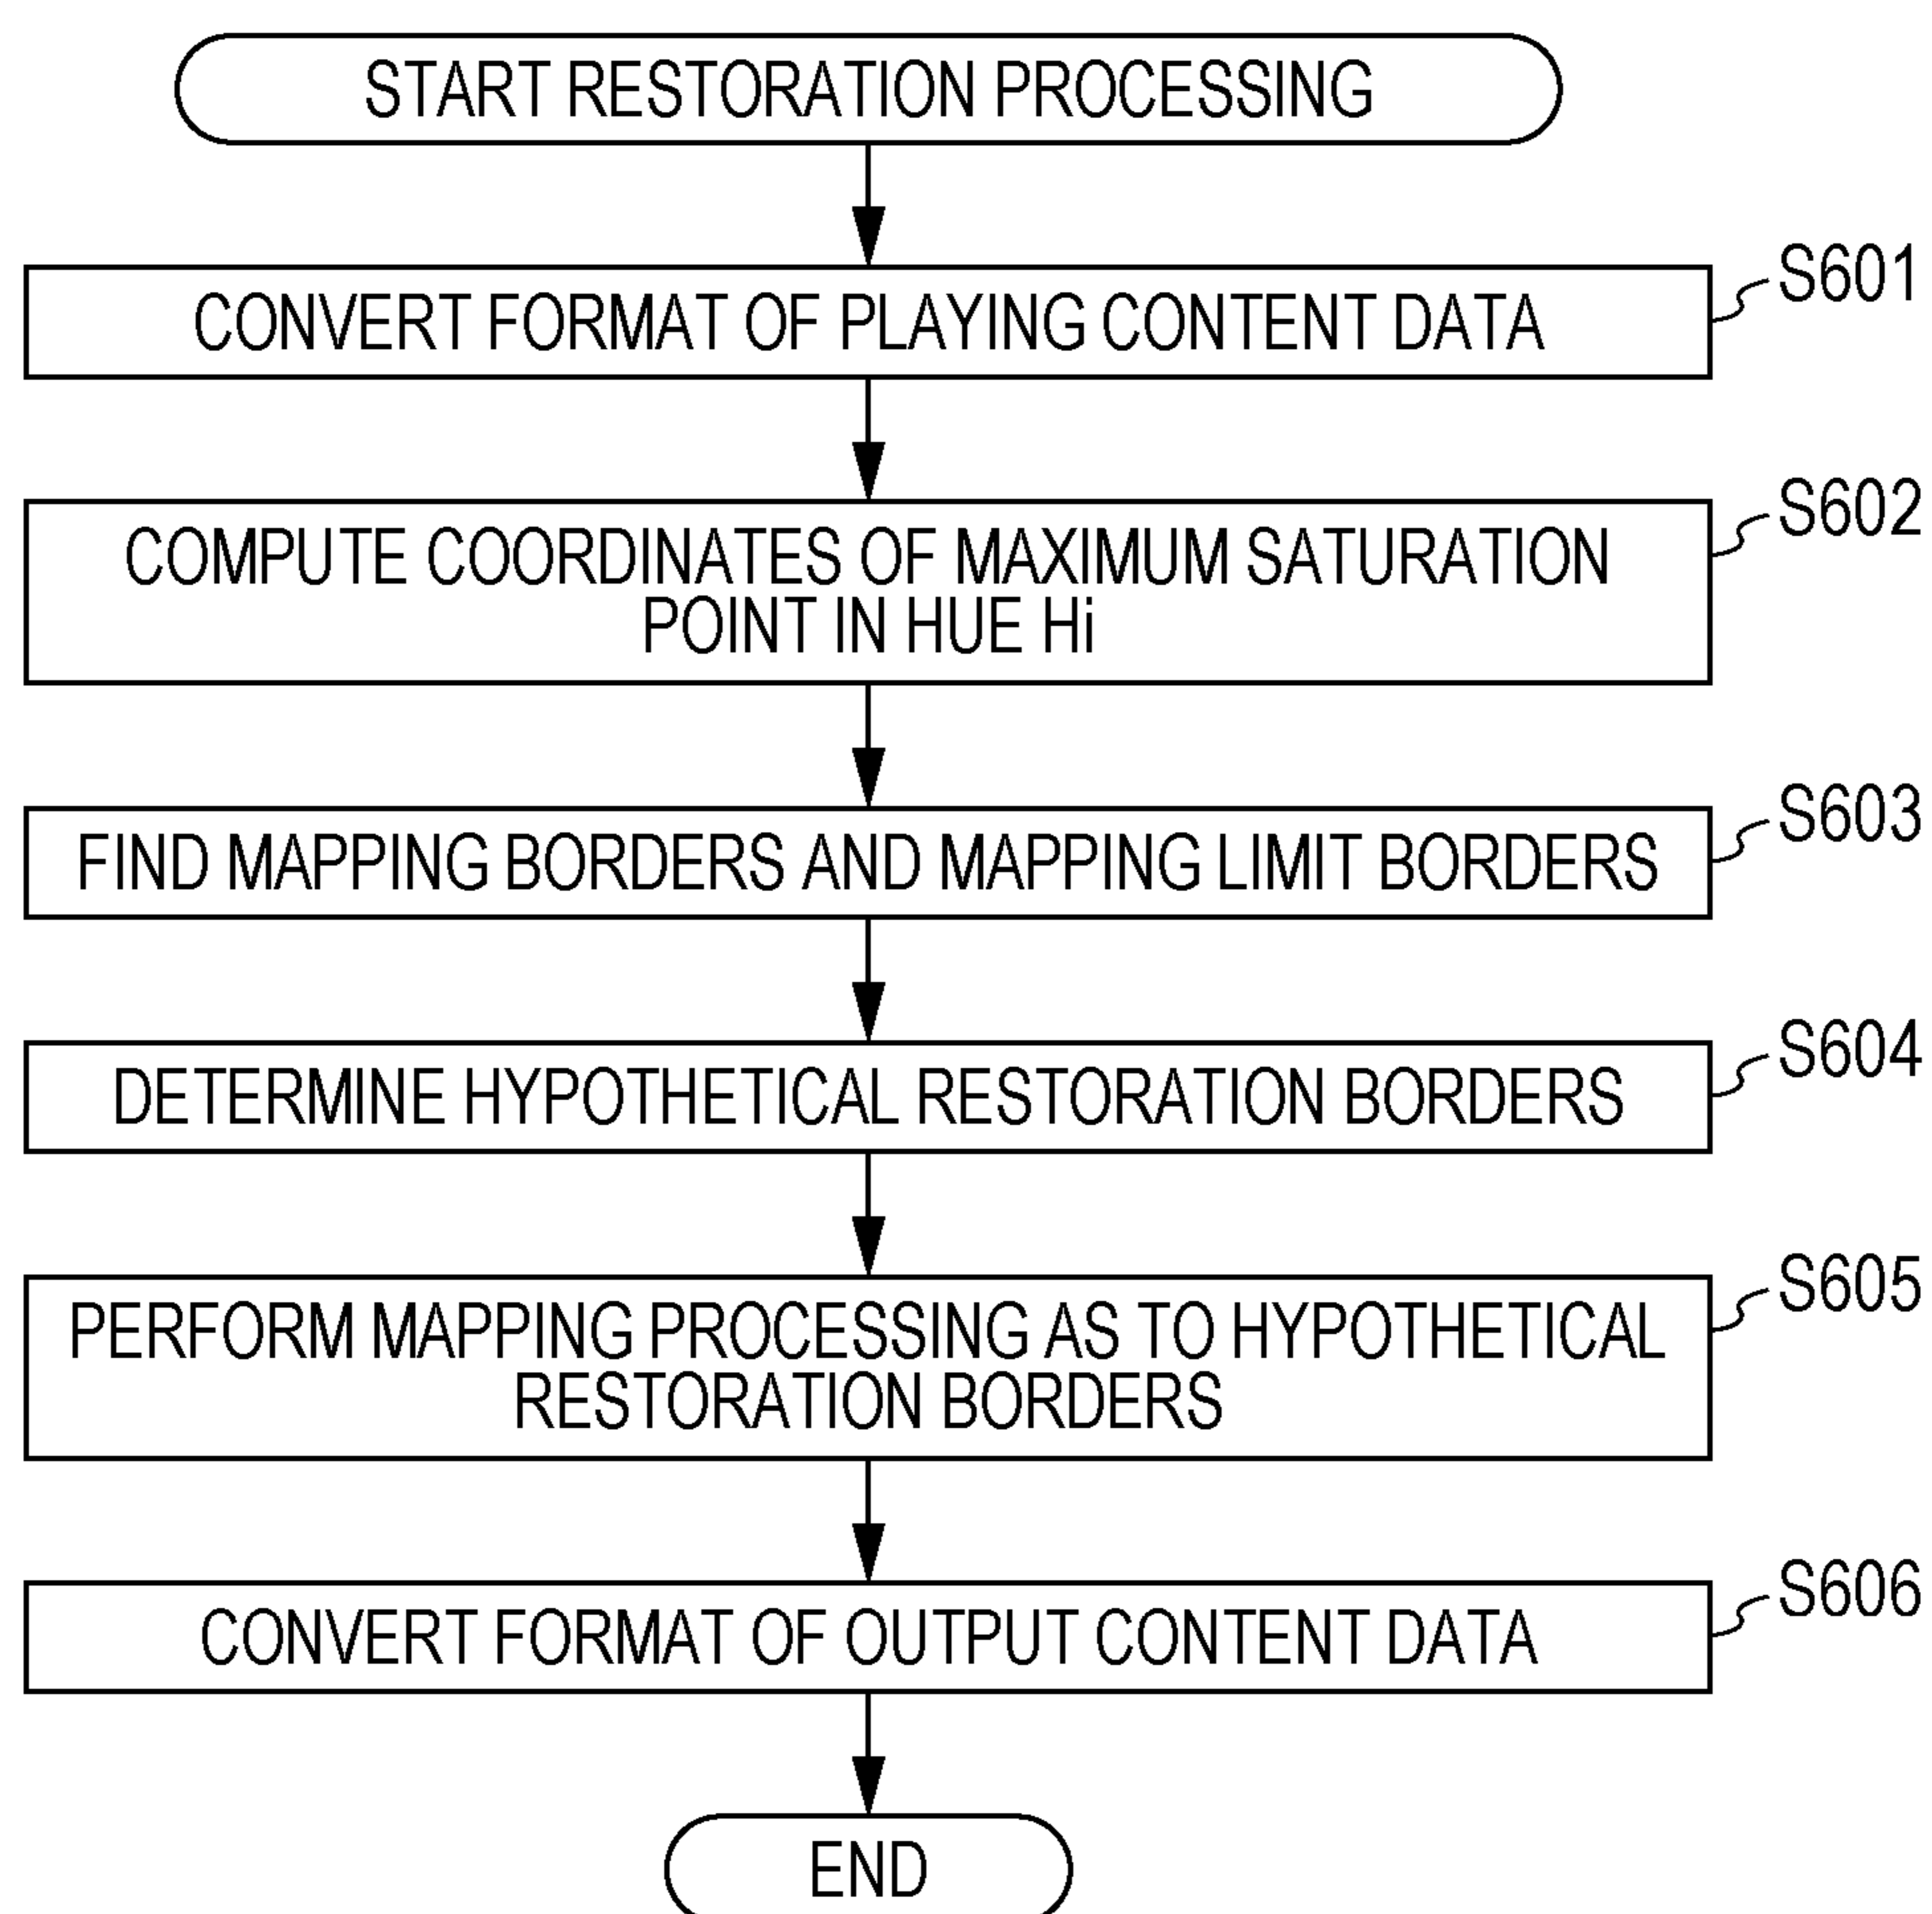 START RESTORATION PROCESSING
CONVERT FORMAT OF PLAYING CONTENT DATA
S601
COMPUTE COORDINATES OF MAXIMUM SATURATION
POINT IN HUE Hi
S602
FIND MAPPING BORDERS AND MAPPING LIMIT BORDERS
S603
DETERMINE HYPOTHETICAL RESTORATION BORDERS
S604
PERFORM MAPPING PROCESSING AS TO HYPOTHETICAL
RESTORATION BORDERS
S605
CONVERT FORMAT OF OUTPUT CONTENT DATA
S606
END